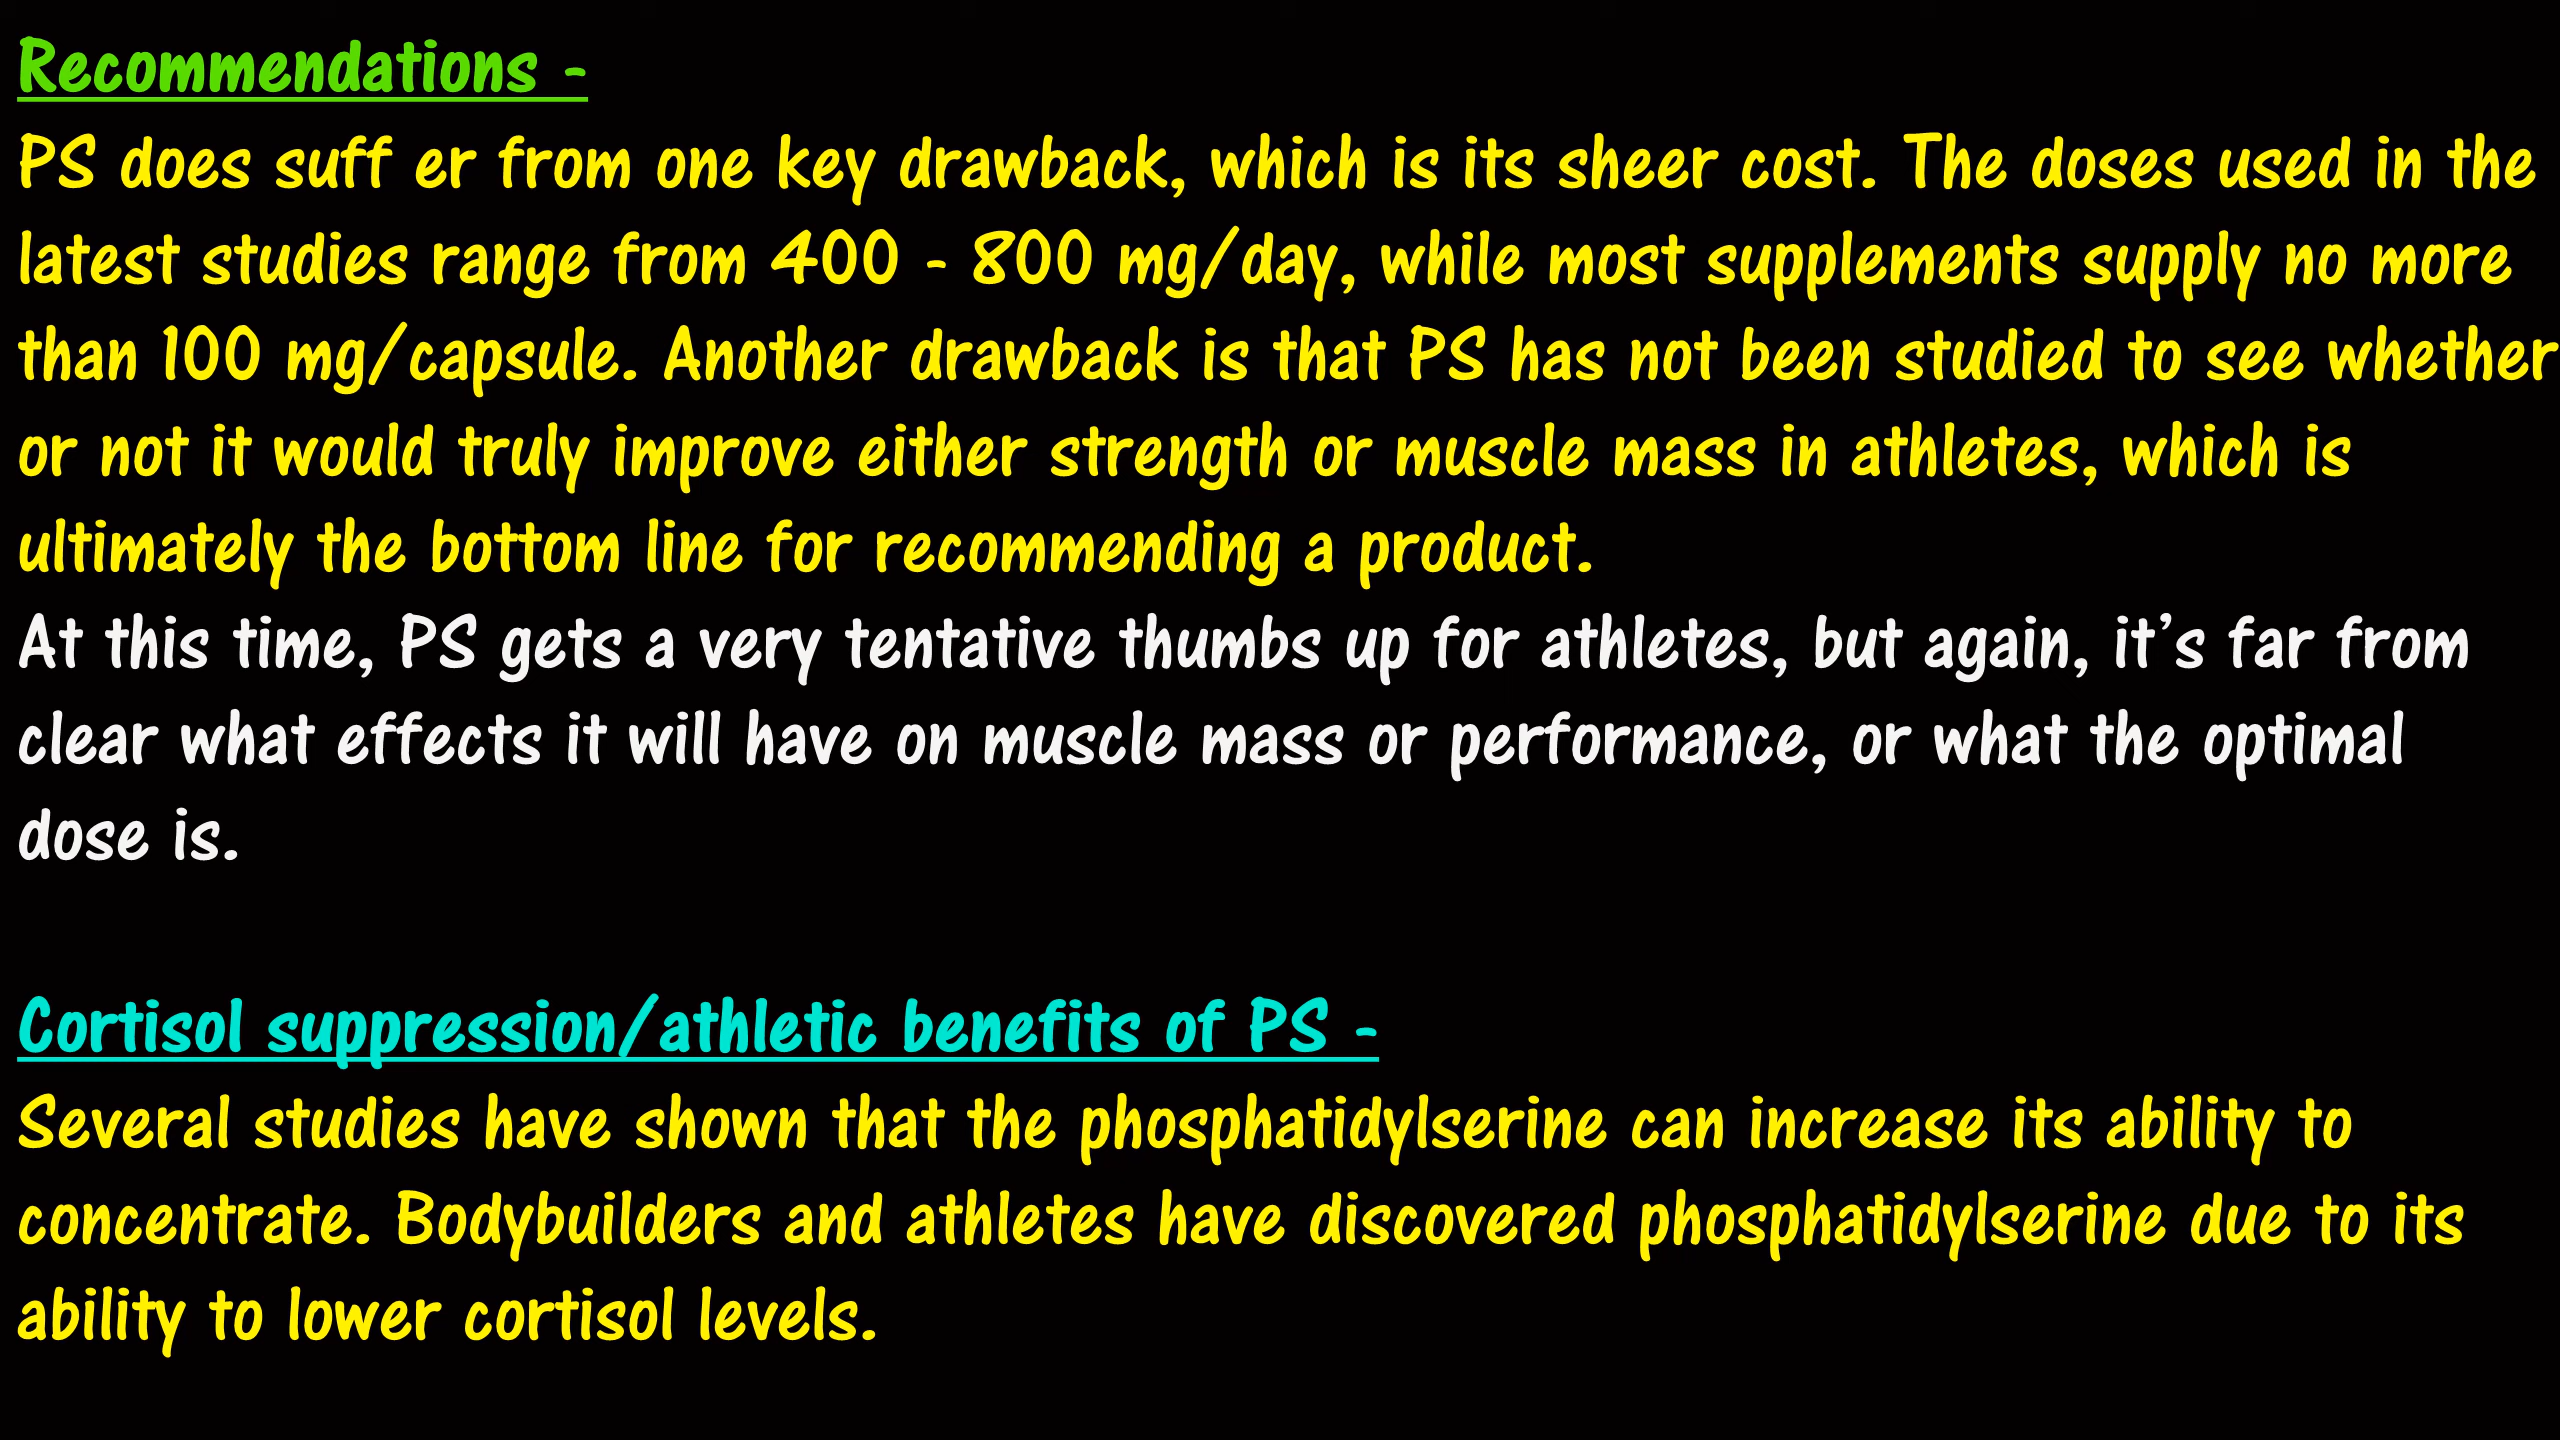 Recommendations -
PS does suff er from one key drawback, which is its sheer cost. The doses used in the
latest studies range from 400 - 800 mg/day, while most supplements supply no more
than 100 mg/capsule. Another drawback is that PS has not been studied to see whether
or not it would truly improve either strength or muscle mass in athletes, which is
ultimately the bottom line for recommending a product.
At this time, PS gets a very tentative thumbs up for athletes, but again, it’s far from
clear what effects it will have on muscle mass or performance, or what the optimal
dose is.
Cortisol suppression/athletic benefits of PS -
Several studies have shown that the phosphatidylserine can increase its ability to
concentrate. Bodybuilders and athletes have discovered phosphatidylserine due to its
ability to lower cortisol levels.